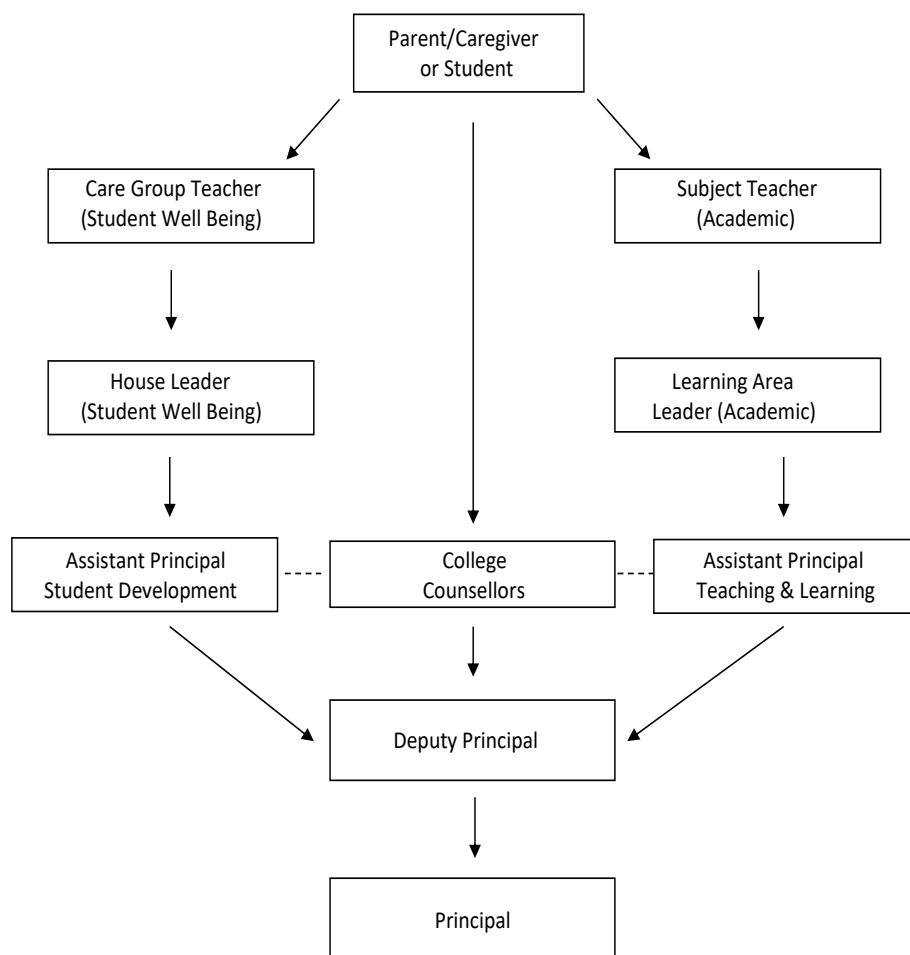 Parent/Caregiver
or Student
Care Group Teacher
(Student Well Being)
Subject Teacher
(Academic)
House Leader
(Student Well Being)
Learning Area
Leader (Academic)
Assistant Principal
Student Development
College
Counsellors
Assistant Principal
Teaching & Learning
Deputy Principal
Principal